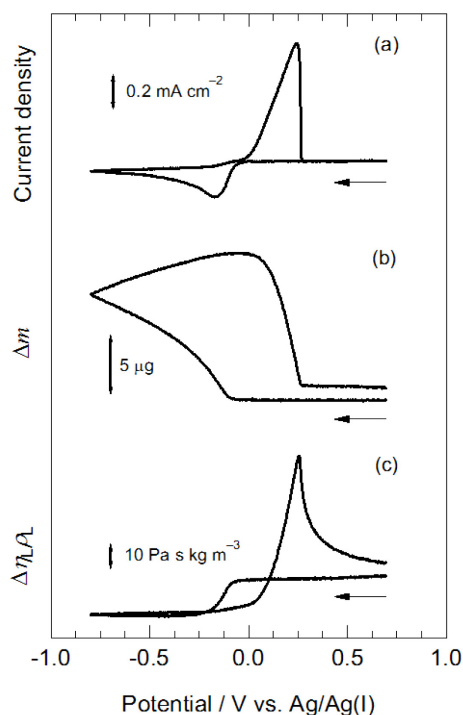 (a)
0.2 mA cm⁻²
Current density
(b)
Δm
5 μg
(c)
10 Pa s kg m⁻³
Δη_Lρ_L
-1.0 -0.5 0.0 0.5 1.0
Potential / V vs. Ag/Ag(I)